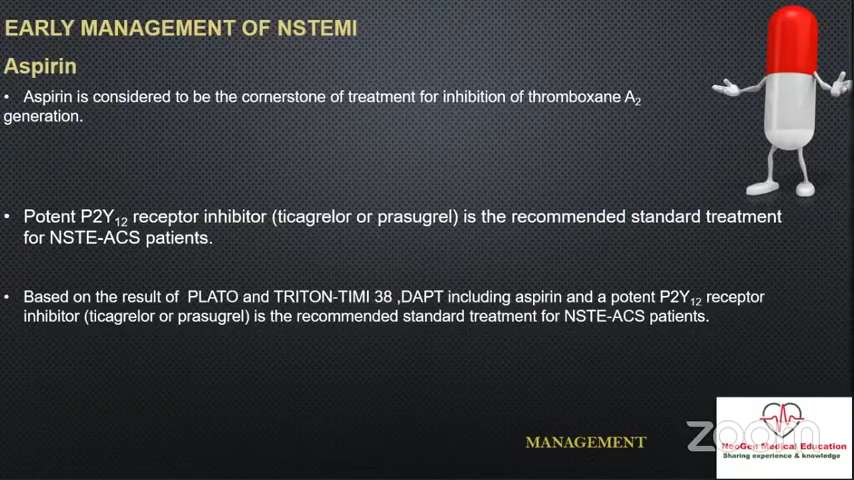 EARLY MANAGEMENT OF NSTEMI
Aspirin
• Aspirin is considered to be the cornerstone of treatment for inhibition of thromboxane A₂
generation.
• Potent P2Y₁₂ receptor inhibitor (ticagrelor or prasugrel) is the recommended standard treatment
for NSTE-ACS patients.
• Based on the result of PLATO and TRITON-TIMI 38 ,DAPT including aspirin and a potent P2Y₁₂ receptor
inhibitor (ticagrelor or prasugrel) is the recommended standard treatment for NSTE-ACS patients.
MANAGEMENT
zoom
NeoGen Medical Education
Sharing experience & knowledge